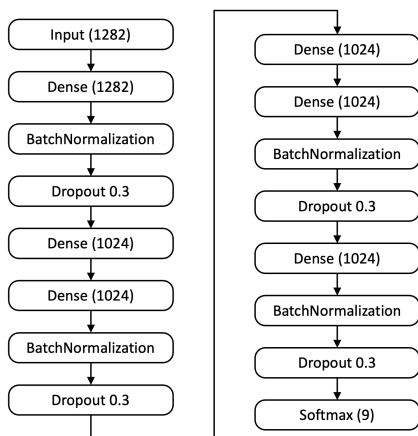 Input (1282)
Dense (1282)
BatchNormalization
Dropout 0.3
Dense (1024)
Dense (1024)
BatchNormalization
Dropout 0.3
Dense (1024)
Dense (1024)
BatchNormalization
Dropout 0.3
Dense (1024)
BatchNormalization
Dropout 0.3
Softmax (9)